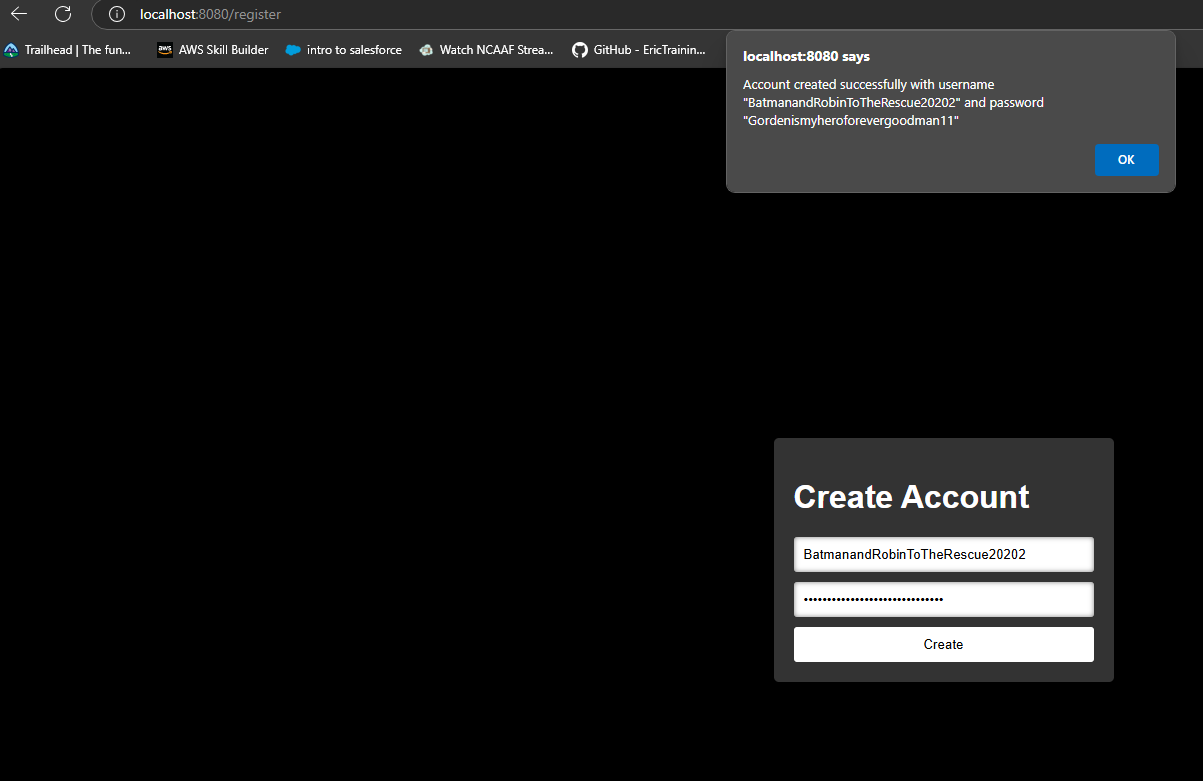 localhost:8080/register
Trailhead | The fun...
aws
AWS Skill Builder
intro to salesforce
Watch NCAAF Strea...
GitHub - EricTrainin...
localhost:8080 says
Account created successfully with username
"BatmanandRobinToTheRescue20202" and password
"Gordenismyheroforevergoodman11"
OK
Create Account
BatmanandRobinToTheRescue20202
••••••••••••••••••••••••••••••
Create